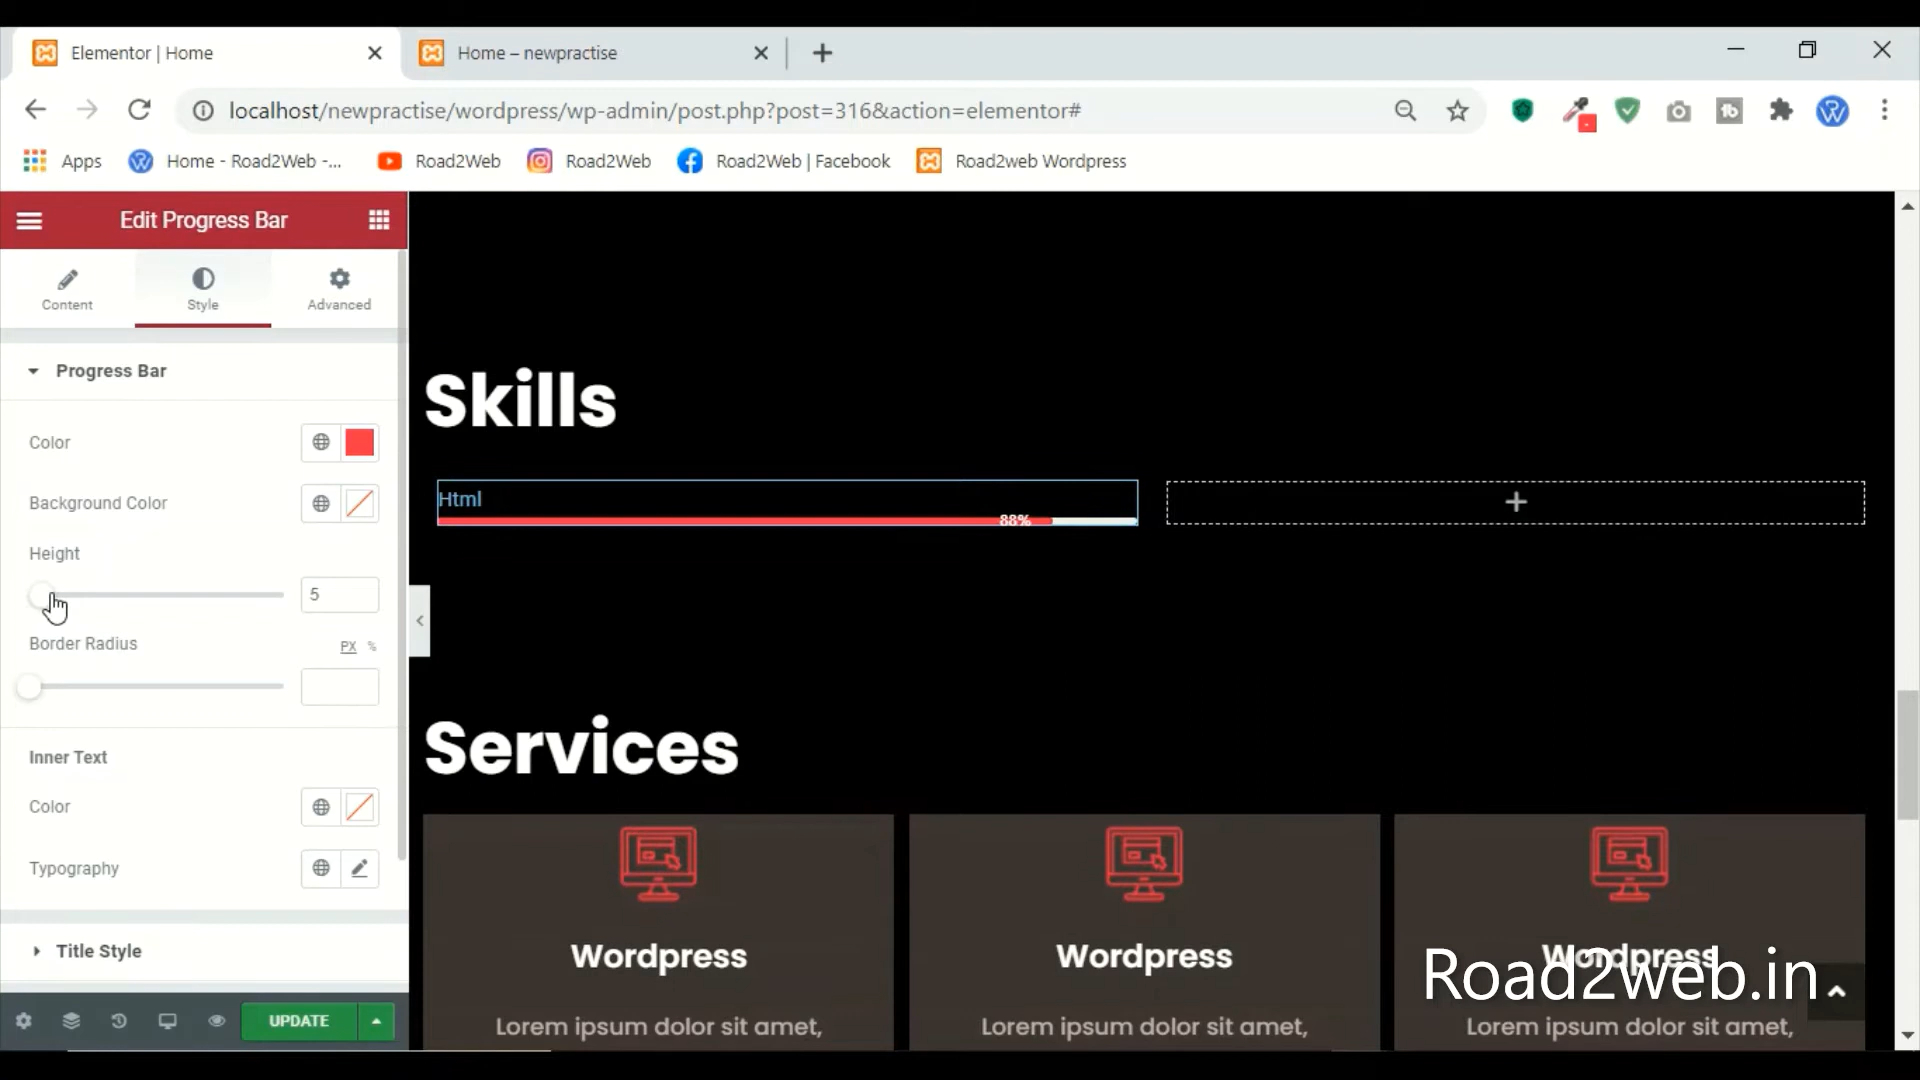 Elementor | Home
Home – newpractise
localhost/newpractise/wordpress/wp-admin/post.php?post=316&action=elementor#
Apps
Home - Road2Web -...
Road2Web
Road2Web
Road2Web | Facebook
Road2web Wordpress
Edit Progress Bar
Content
Style
Advanced
Progress Bar
Color
Background Color
Height
5
Border Radius
PX %
Inner Text
Color
Typography
Title Style
UPDATE
Skills
Html
88%
Services
Wordpress
Wordpress
Wordpress
Lorem ipsum dolor sit amet,
Lorem ipsum dolor sit amet,
Lorem ipsum dolor sit amet,
Road2web.in